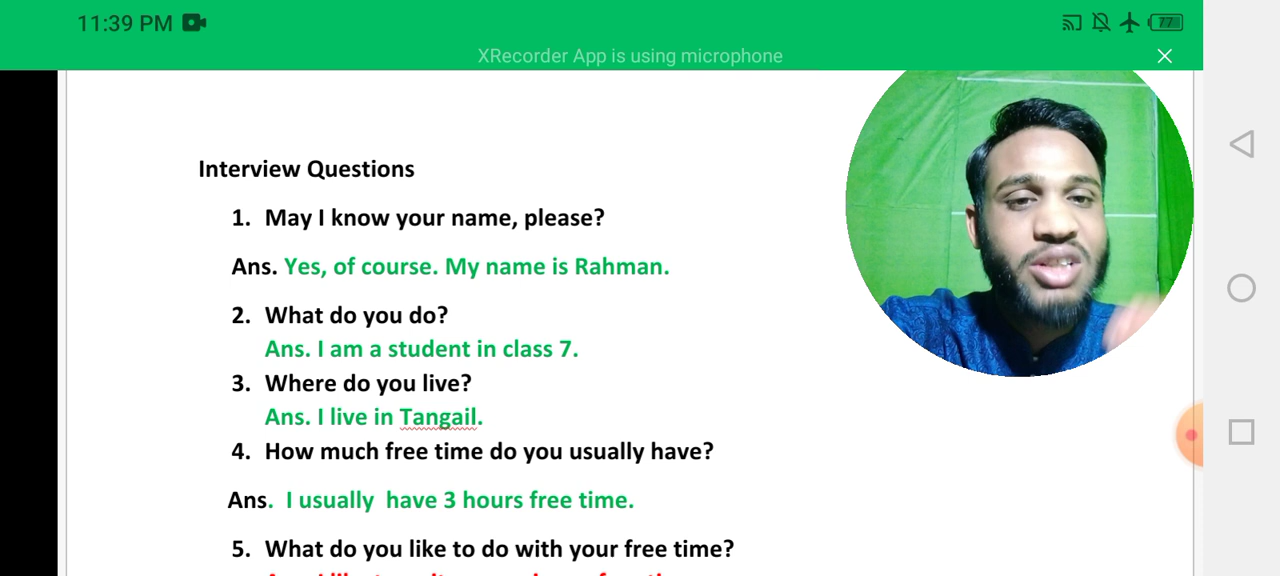 11:39 PM
77
XRecorder App is using microphone
Interview Questions
1. May I know your name, please?
Ans. Yes, of course. My name is Rahman.
2. What do you do?
Ans. I am a student in class 7.
3. Where do you live?
Ans. I live in Tangail.
4. How much free time do you usually have?
Ans. I usually have 3 hours free time.
5. What do you like to do with your free time?